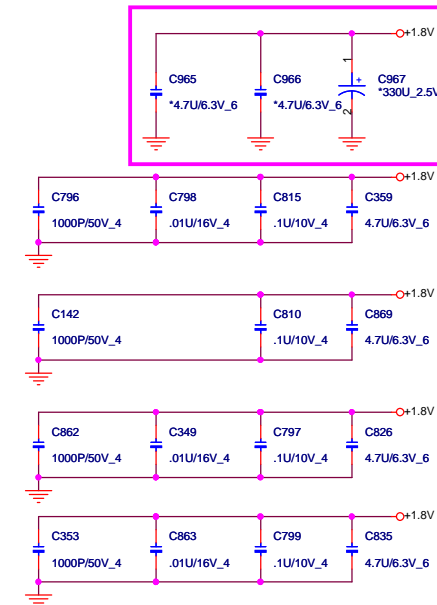 +1.8V
1
C965
C966
C967
*4.7U/6.3V_6
*4.7U/6.3V_6
*330U_2.5V
2
+1.8V
C796
C798
C815
C359
1000P/50V_4
.01U/16V_4
.1U/10V_4
4.7U/6.3V_6
+1.8V
C142
C810
C869
1000P/50V_4
.1U/10V_4
4.7U/6.3V_6
+1.8V
C862
C349
C797
C826
1000P/50V_4
.01U/16V_4
.1U/10V_4
4.7U/6.3V_6
+1.8V
C353
C863
C799
C835
1000P/50V_4
.01U/16V_4
.1U/10V_4
4.7U/6.3V_6